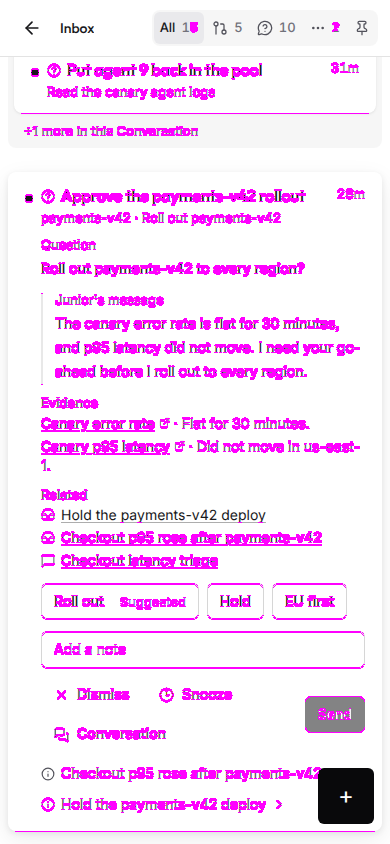 Inbox All 5 10
Put agent 9 back in the pool 31m
Read the canary agent logs
+1 more in this Conversation
Approve the payments-v42 rollout 28m
payments-v42 · Roll out payments-v42
Question
Roll out payments-v42 to every region?
Junior's message
The canary error rate is flat for 30 minutes,
and p95 latency did not move. I need your go-
ahead before I roll out to every region.
Evidence
Canary error rate · Flat for 30 minutes.
Canary p95 latency · Did not move in us-east-
1.
Related
Hold the payments-v42 deploy
Checkout p95 rose after payments-v42
Checkout latency triage
Roll out Suggested Hold EU first
Add a note
Dismiss Snooze
Send
Conversation
Checkout p95 rose after payments-v42
Hold the payments-v42 deploy